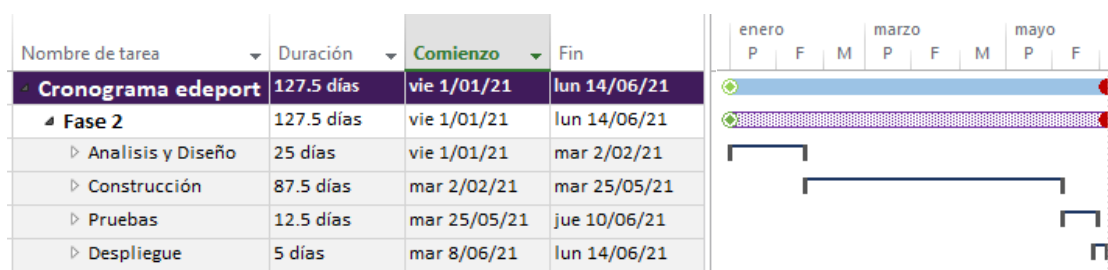 enero marzo mayo
Nombre de tarea Duración Comienzo Fin P F M P F M P F
Cronograma edeport 127.5 días vie 1/01/21 lun 14/06/21
Fase 2 127.5 días vie 1/01/21 lun 14/06/21
Analisis y Diseño 25 días vie 1/01/21 mar 2/02/21
Construcción 87.5 días mar 2/02/21 mar 25/05/21
Pruebas 12.5 días mar 25/05/21 jue 10/06/21
Despliegue 5 días mar 8/06/21 lun 14/06/21